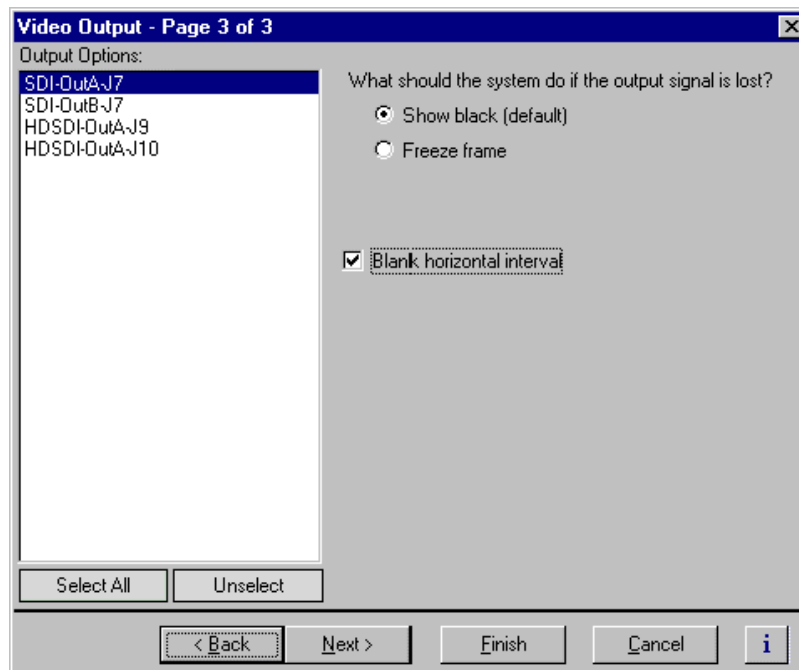 Video Output - Page 3 of 3
Output Options:
SDI-OutA-J7
SDI-OutB-J7
HDSDI-OutA-J9
HDSDI-OutA-J10
Select All
Unselect
What should the system do if the output signal is lost?
Show black (default)
Freeze frame
Blank horizontal interval
< Back
Next >
Finish
Cancel
i